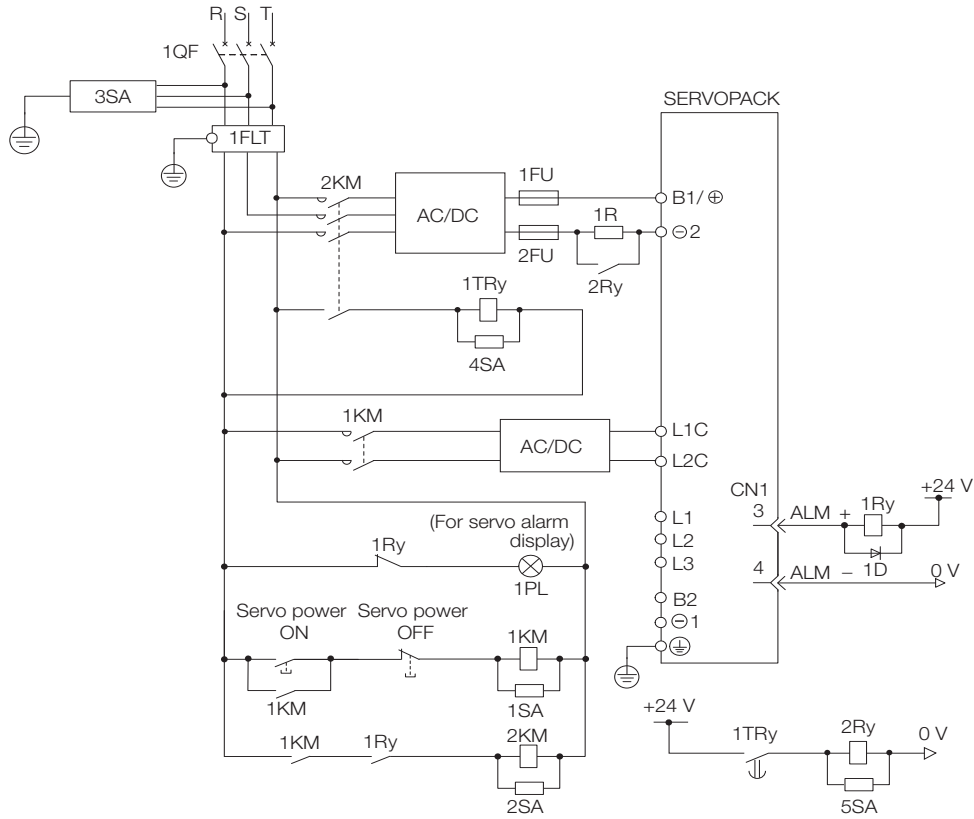 R S T
1QF
3SA
1FLT
SERVOPACK
2KM
AC/DC
1FU
B1/⊕
2FU
1R
⊖2
2Ry
1TRy
4SA
1KM
AC/DC
L1C
L2C
CN1
+24 V
L1
3 ALM + 1Ry
(For servo alarm
display)
L2
1D
1Ry
L3
4 ALM − 0 V
1PL
B2
Servo power
ON
Servo power
OFF
⊖1
1KM
1KM
1SA
+24 V
1KM
1Ry
2KM
1TRy
2Ry
0 V
2SA
5SA